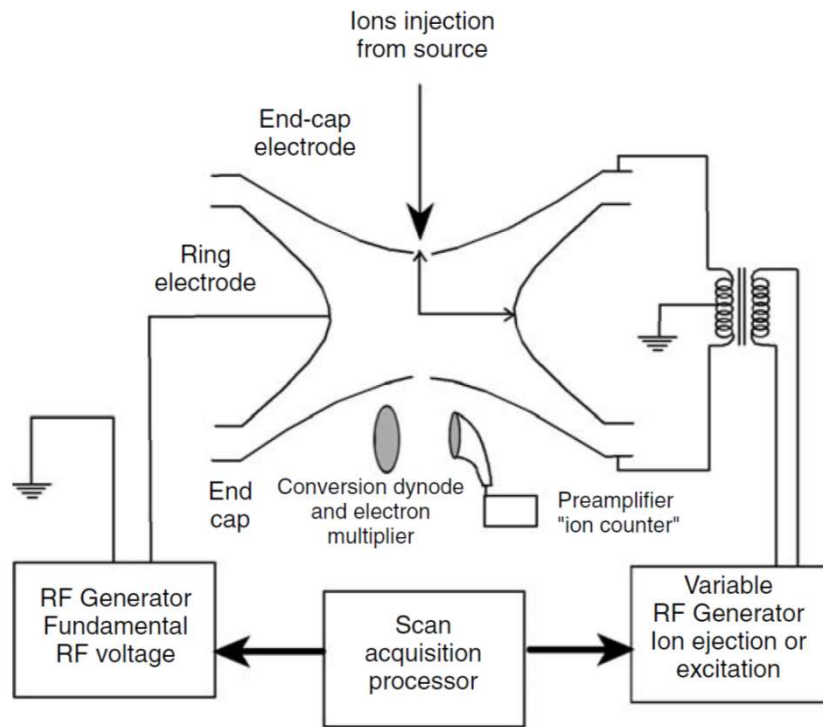 Ions injection
from source
End-cap
electrode
Ring
electrode
End
cap
Conversion dynode
and electron
multiplier
Preamplifier
"ion counter"
RF Generator
Fundamental
RF voltage
Scan
acquisition
processor
Variable
RF Generator
Ion ejection or
excitation